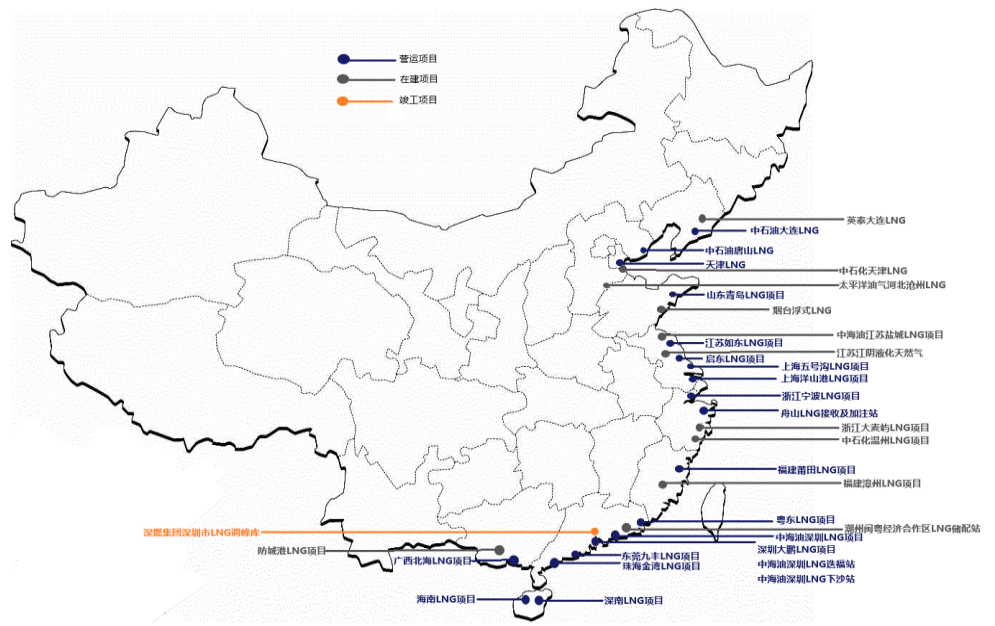 营运项目
在建项目
竣工项目
英泰大连LNG
中石油大连LNG
中石油唐山LNG
天津LNG
中石化天津LNG
太平洋油气河北沧州LNG
山东青岛LNG项目
烟台浮式LNG
中海油江苏盐城LNG项目
江苏如东LNG项目
江苏江阴液化天然气
启东LNG项目
上海五号沟LNG项目
上海洋山港LNG项目
浙江宁波LNG项目
舟山LNG接收及加注站
浙江大麦屿LNG项目
中石化温州LNG项目
福建莆田LNG项目
福建漳州LNG项目
粤东LNG项目
潮州闽粤经济合作区LNG储配站
深燃集团深圳市LNG调峰库
中海油深圳LNG项目
防城港LNG项目
深圳大鹏LNG项目
东莞九丰LNG项目
广西北海LNG项目
珠海金湾LNG项目
中海油深圳LNG迭福站
中海油深圳LNG下沙站
海南LNG项目
深南LNG项目